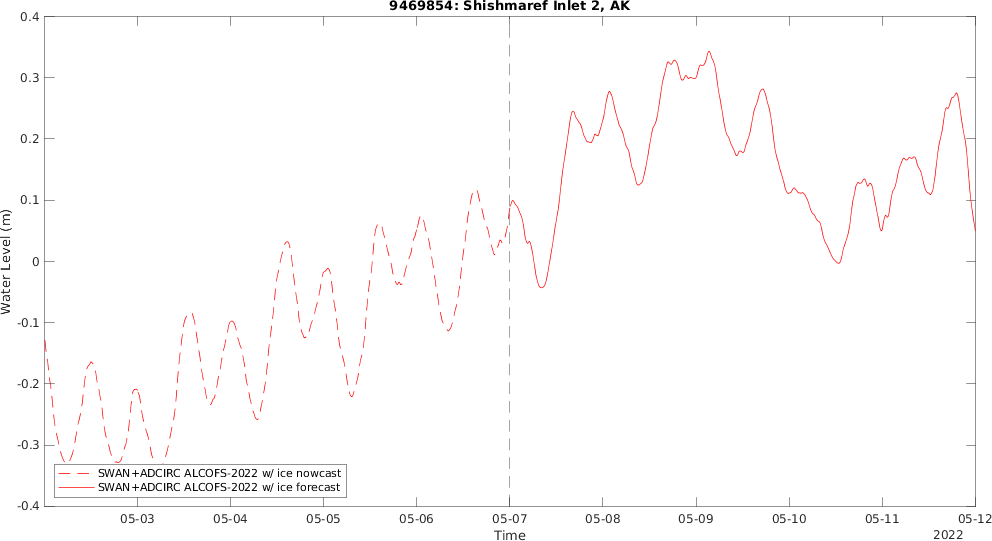 9469854: Shishmaref Inlet 2, AK
0.4
0.3
0.2
0.1
0
-0.1
-0.2
-0.3
-0.4
Water Level (m)
SWAN+ADCIRC ALCOFS-2022 w/ ice nowcast
SWAN+ADCIRC ALCOFS-2022 w/ ice forecast
05-03 05-04 05-05 05-06 05-07 05-08 05-09 05-10 05-11 05-12
Time
2022